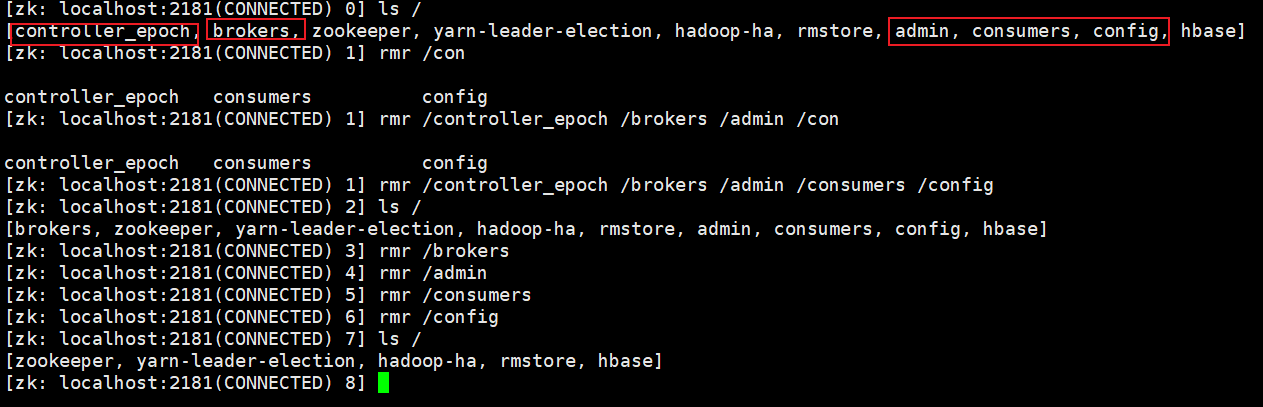 [zk: localhost:2181(CONNECTED) 0] ls /
[controller_epoch, brokers, zookeeper, yarn-leader-election, hadoop-ha, rmstore, admin, consumers, config, hbase]
[zk: localhost:2181(CONNECTED) 1] rmr /con
controller_epoch   consumers          config
[zk: localhost:2181(CONNECTED) 1] rmr /controller_epoch /brokers /admin /con
controller_epoch   consumers          config
[zk: localhost:2181(CONNECTED) 1] rmr /controller_epoch /brokers /admin /consumers /config
[zk: localhost:2181(CONNECTED) 2] ls /
[brokers, zookeeper, yarn-leader-election, hadoop-ha, rmstore, admin, consumers, config, hbase]
[zk: localhost:2181(CONNECTED) 3] rmr /brokers
[zk: localhost:2181(CONNECTED) 4] rmr /admin
[zk: localhost:2181(CONNECTED) 5] rmr /consumers
[zk: localhost:2181(CONNECTED) 6] rmr /config
[zk: localhost:2181(CONNECTED) 7] ls /
[zookeeper, yarn-leader-election, hadoop-ha, rmstore, hbase]
[zk: localhost:2181(CONNECTED) 8]